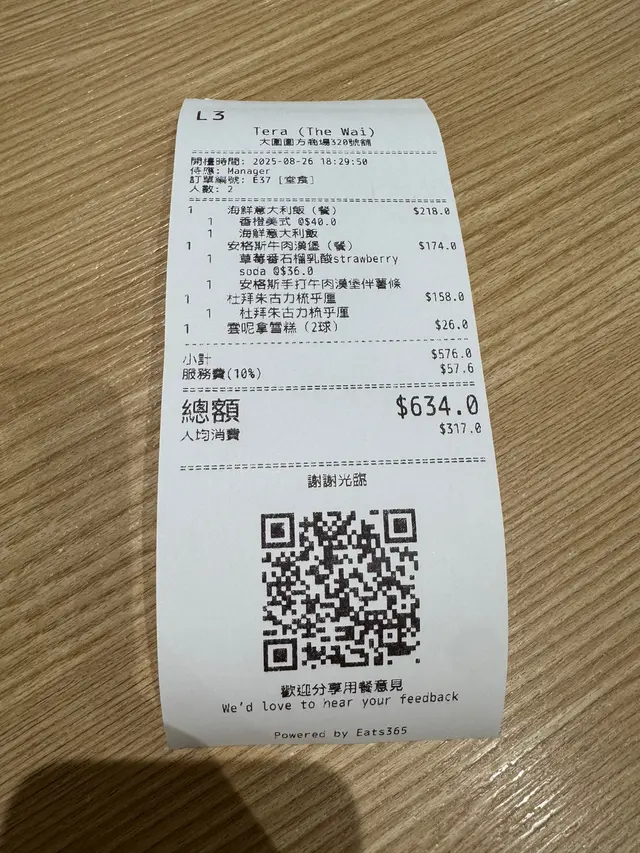 L3
Tera (The Wai)
大圍圍方商場320號舖
開檯時間: 2025-08-26 18:29:50
侍應: Manager
訂單編號: E37 [堂食]
人數: 2
1 海鮮意大利飯 (餐) $218.0
1 香橙美式 @$40.0
1 海鮮意大利飯
1 安格斯牛肉漢堡 (餐) $174.0
1 草莓番石榴乳酸strawberry
soda @$36.0
1 安格斯手打牛肉漢堡伴薯條
1 杜拜朱古力梳乎厘 $158.0
1 杜拜朱古力梳乎厘
1 雲呢拿雪糕 (2球) $26.0
小計 $576.0
服務費(10%) $57.6
總額 $634.0
人均消費 $317.0
謝謝光臨
歡迎分享用餐意見
We'd love to hear your feedback
Powered by Eats365